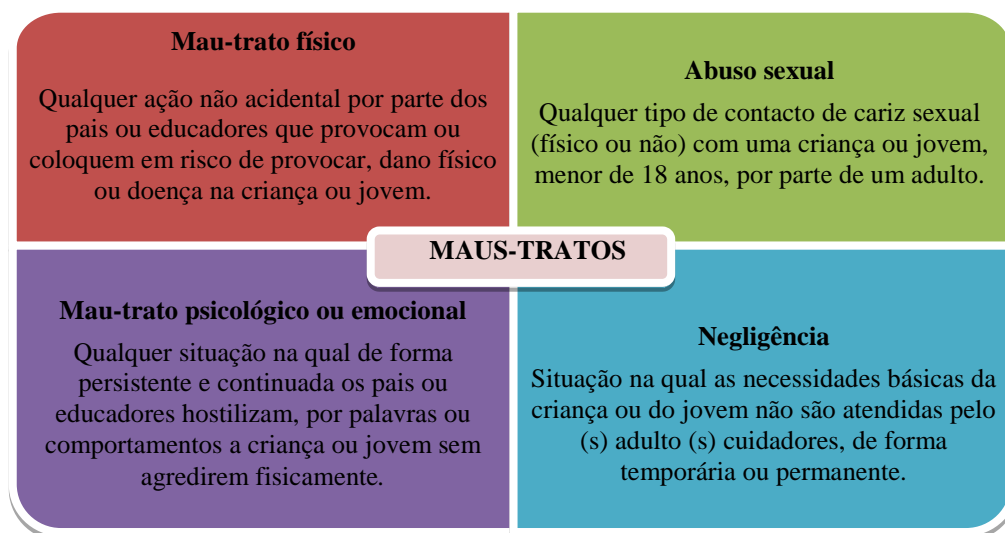 Mau-trato físico
Qualquer ação não acidental por parte dos
pais ou educadores que provocam ou
coloquem em risco de provocar, dano físico
ou doença na criança ou jovem.
Abuso sexual
Qualquer tipo de contacto de cariz sexual
(físico ou não) com uma criança ou jovem,
menor de 18 anos, por parte de um adulto.
MAUS-TRATOS
Mau-trato psicológico ou emocional
Qualquer situação na qual de forma
persistente e continuada os pais ou
educadores hostilizam, por palavras ou
comportamentos a criança ou jovem sem
agredirem fisicamente.
Negligência
Situação na qual as necessidades básicas da
criança ou do jovem não são atendidas pelo
(s) adulto (s) cuidadores, de forma
temporária ou permanente.